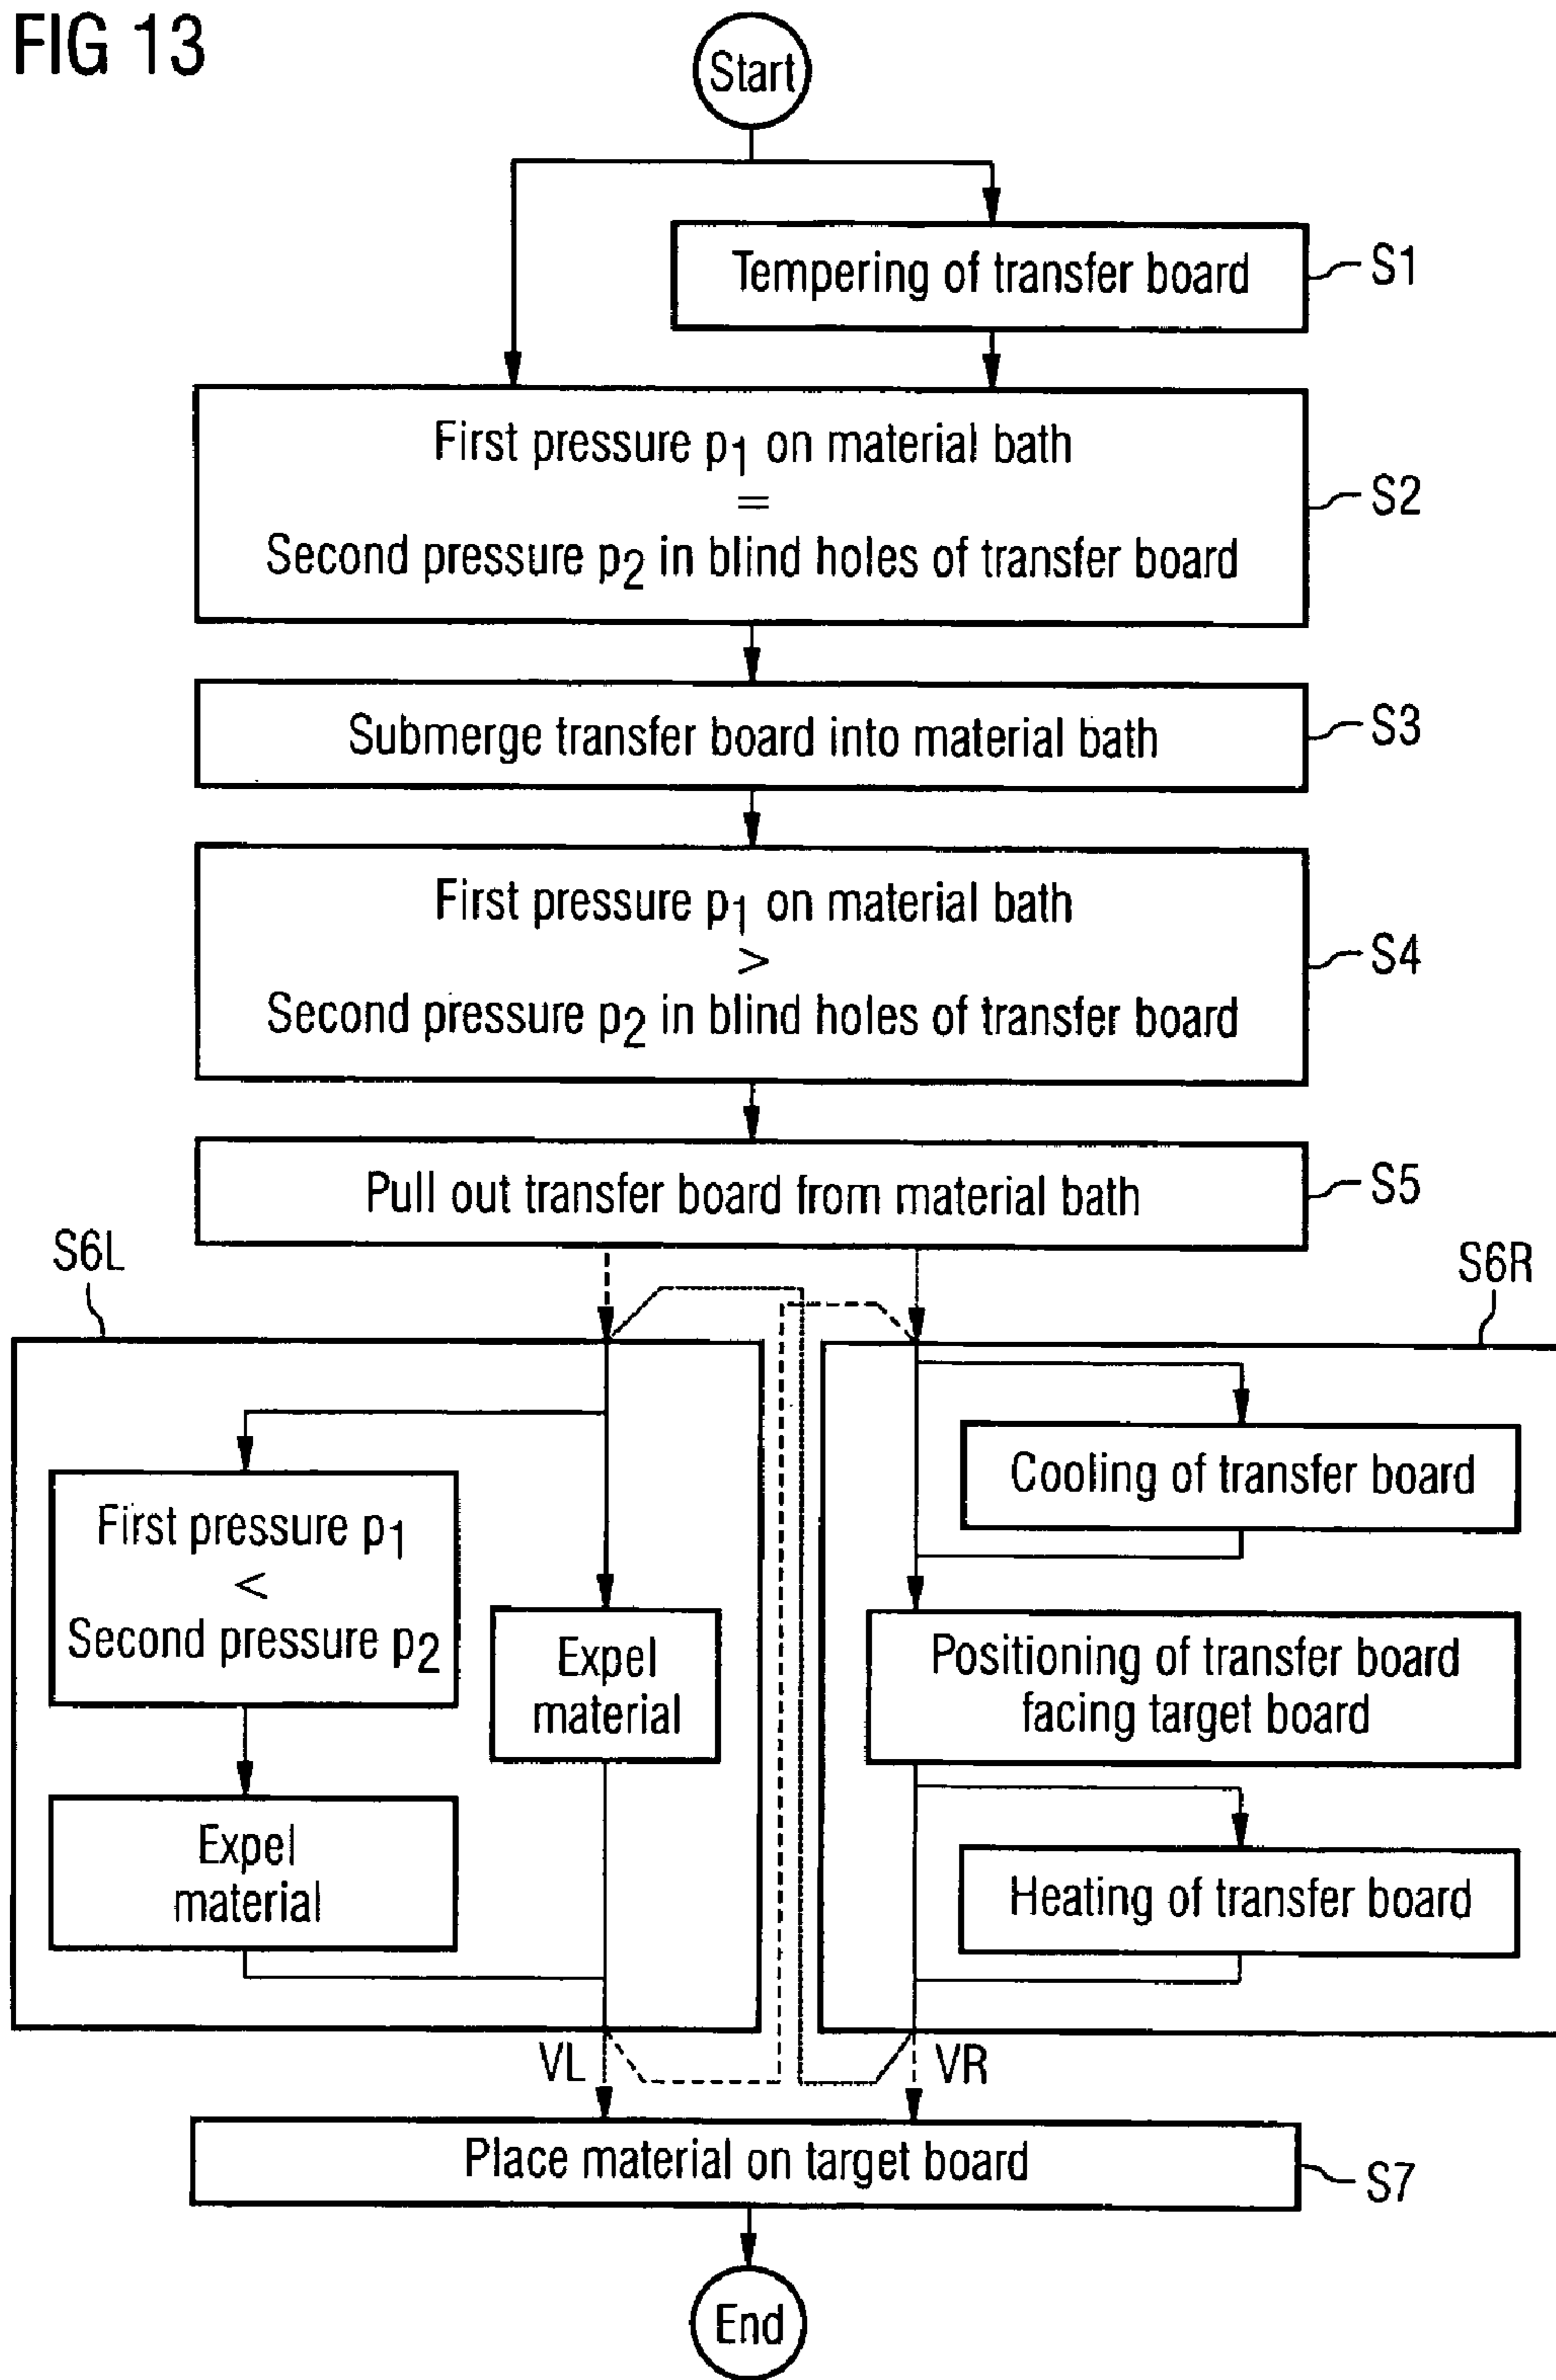 FIG 13
Start
Tempering of transfer board
S1
First pressure p1 on material bath
=
Second pressure p2 in blind holes of transfer board
S2
Submerge transfer board into material bath
S3
First pressure p1 on material bath
>
Second pressure p2 in blind holes of transfer board
S4
Pull out transfer board from material bath
S5
S6L
S6R
First pressure p1
<
Second pressure p2
Expel
material
Expel
material
Cooling of transfer board
Positioning of transfer board
facing target board
Heating of transfer board
VL
VR
Place material on target board
S7
End